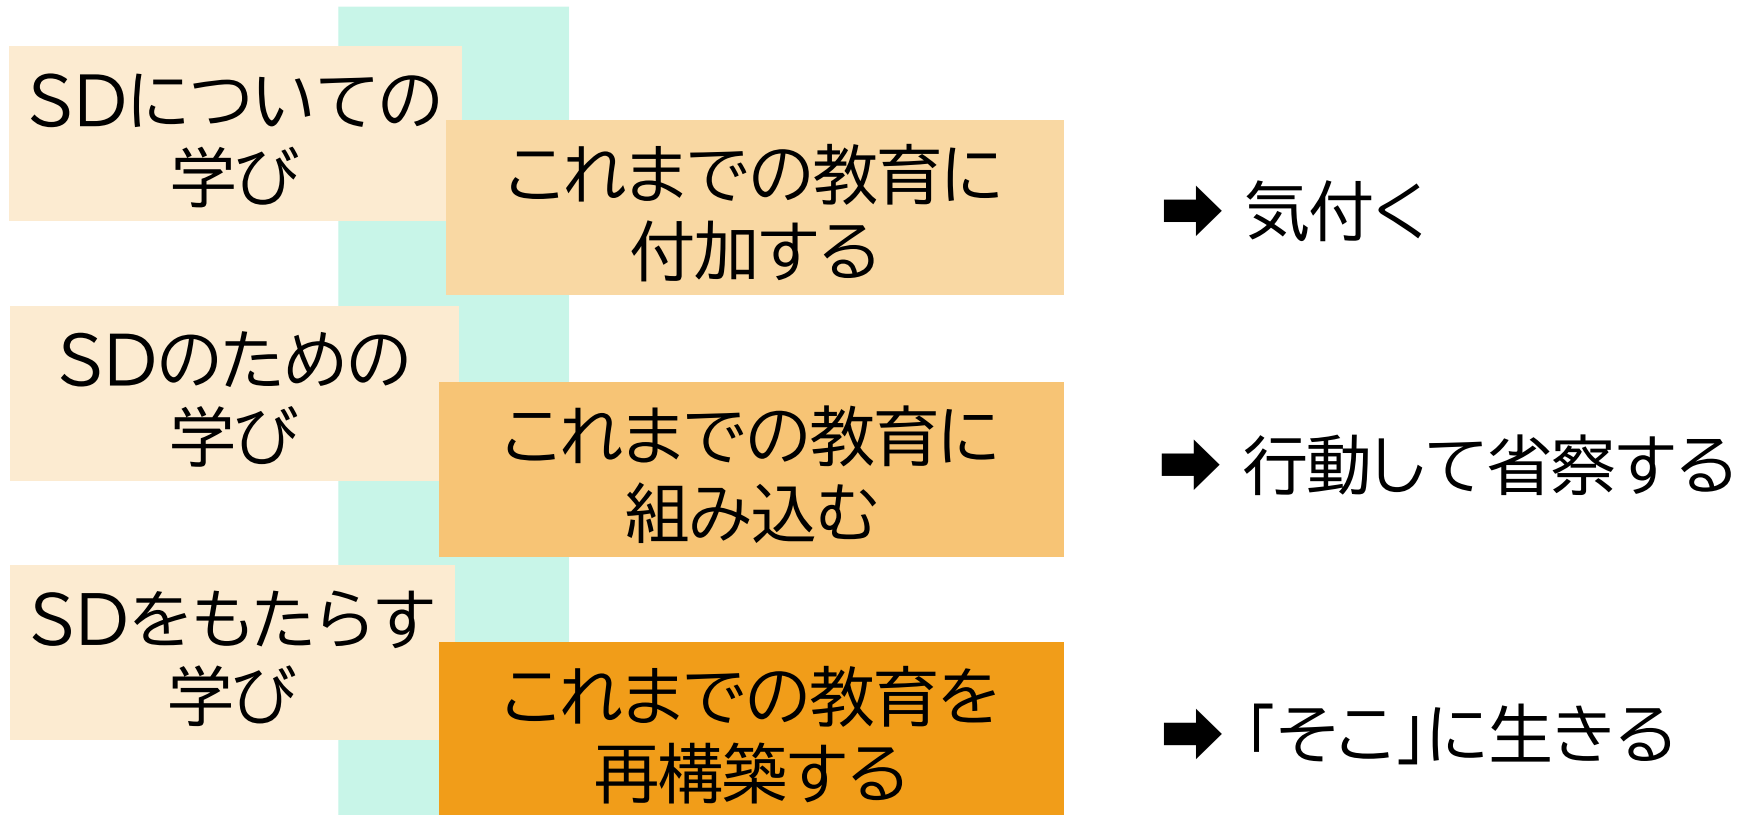 SDについての
学び
これまでの教育に
付加する
➡ 気付く
SDのための
学び
これまでの教育に
組み込む
➡ 行動して省察する
SDをもたらす
学び
これまでの教育を
再構築する
➡ 「そこ」に生きる